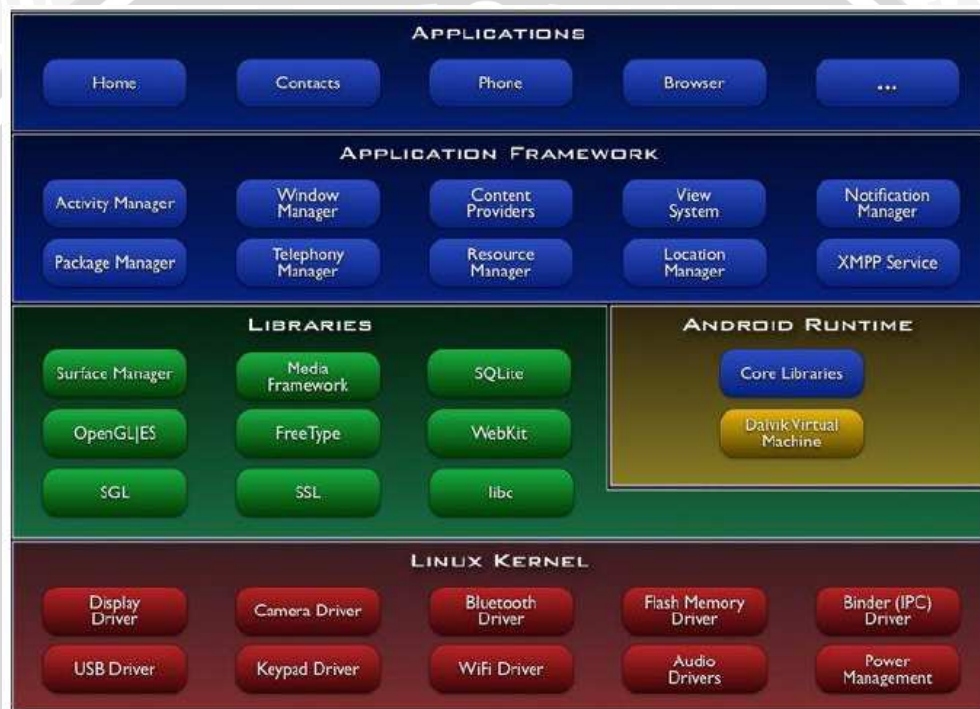 APPLICATIONS
Home
Contacts
Phone
Browser
...
APPLICATION FRAMEWORK
Activity Manager
Window
Manager
Content
Providers
View
System
Notification
Manager
Package Manager
Telephony
Manager
Resource
Manager
Location
Manager
XMPP Service
LIBRARIES
Surface Manager
Media
Framework
SQLite
OpenGL|ES
FreeType
WebKit
SGL
SSL
libc
ANDROID RUNTIME
Core Libraries
Dalvik Virtual
Machine
LINUX KERNEL
Display
Driver
Camera Driver
Bluetooth
Driver
Flash Memory
Driver
Binder (IPC)
Driver
USB Driver
Keypad Driver
WiFi Driver
Audio
Drivers
Power
Management